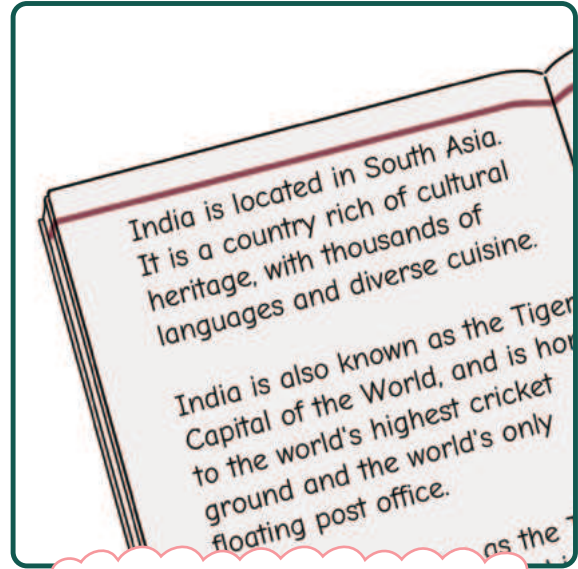 India is located in South Asia.
It is a country rich of cultural
heritage, with thousands of
languages and diverse cuisine.
India is also known as the Tiger
Capital of the World, and is
to the world's highest cricket
ground and the world's only
floating post office.
as the